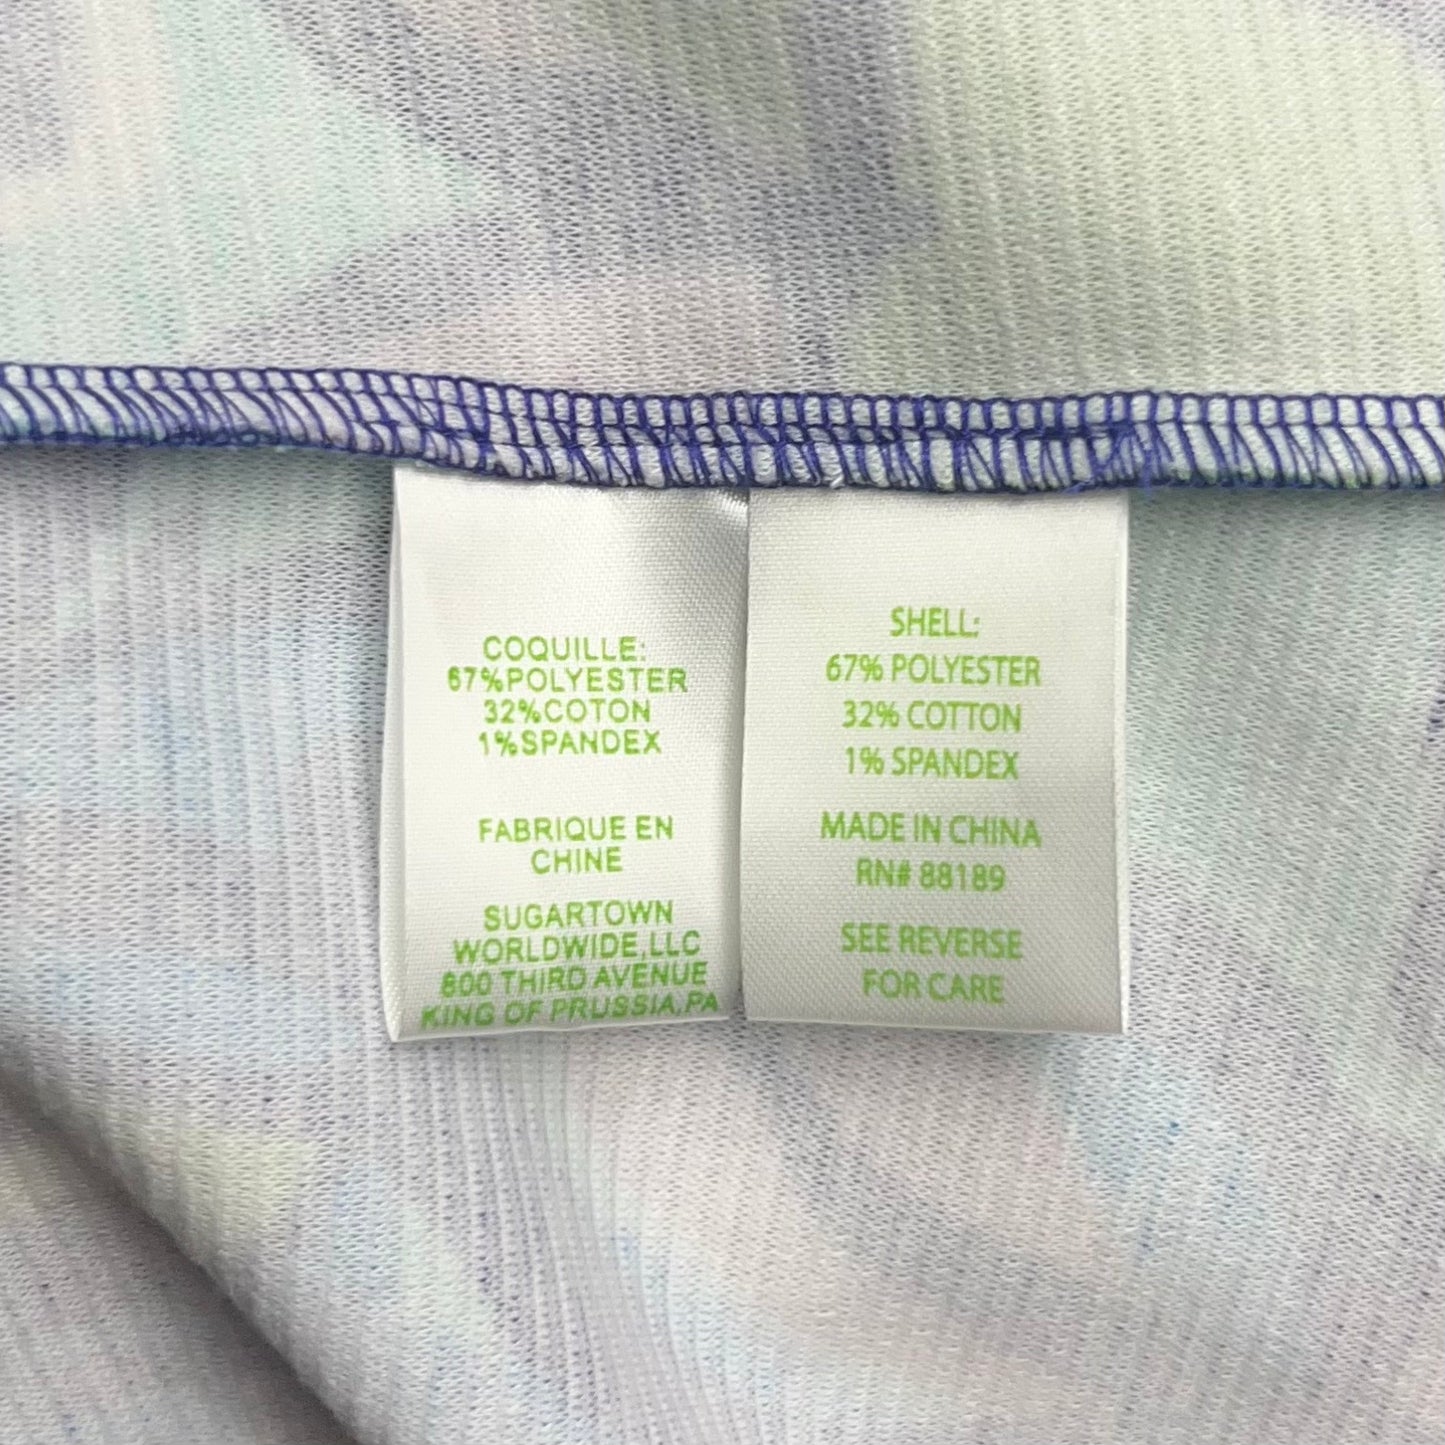 COQUILLE:
67%POLYESTER
32%COTON
1%SPANDEX
FABRIQUE EN
CHINE
SUGARTOWN
WORLDWIDE,LLC
800 THIRD AVENUE
KING OF PRUSSIA,PA
SHELL:
67% POLYESTER
32% COTTON
1% SPANDEX
MADE IN CHINA
RN# 88189
SEE REVERSE
FOR CARE